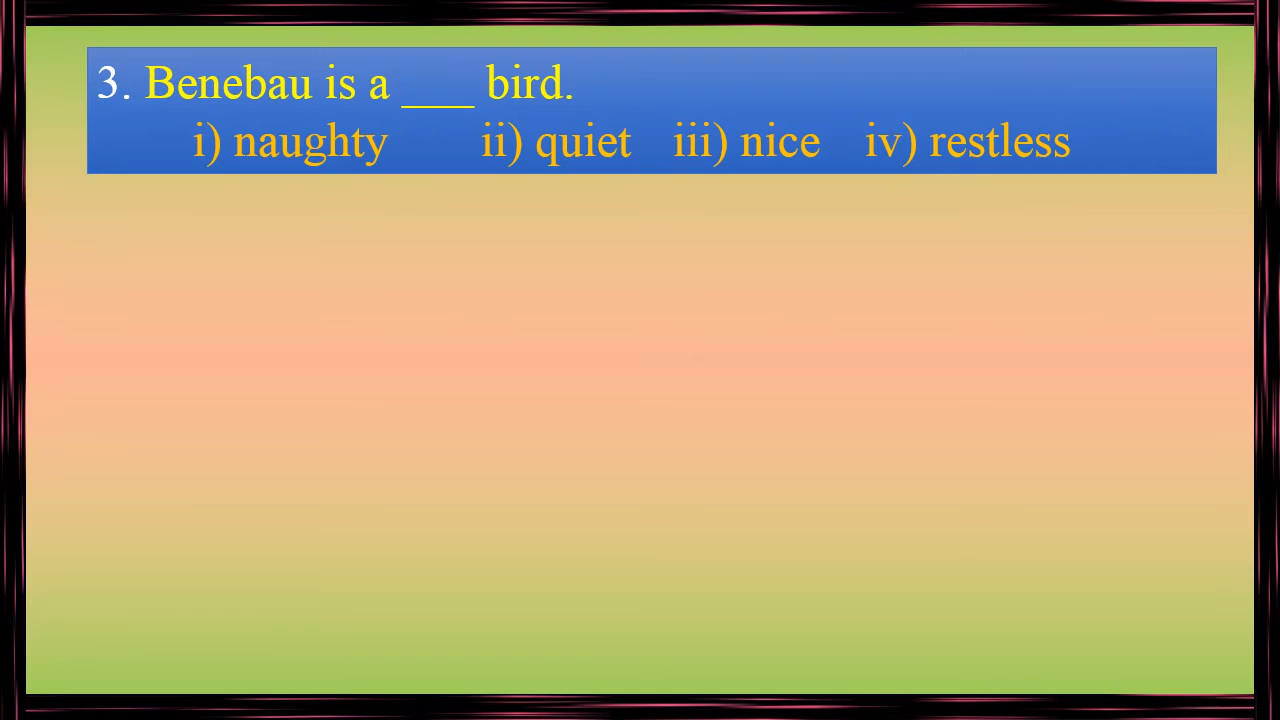 3. Benebau is a ___ bird.
i) naughty ii) quiet iii) nice iv) restless